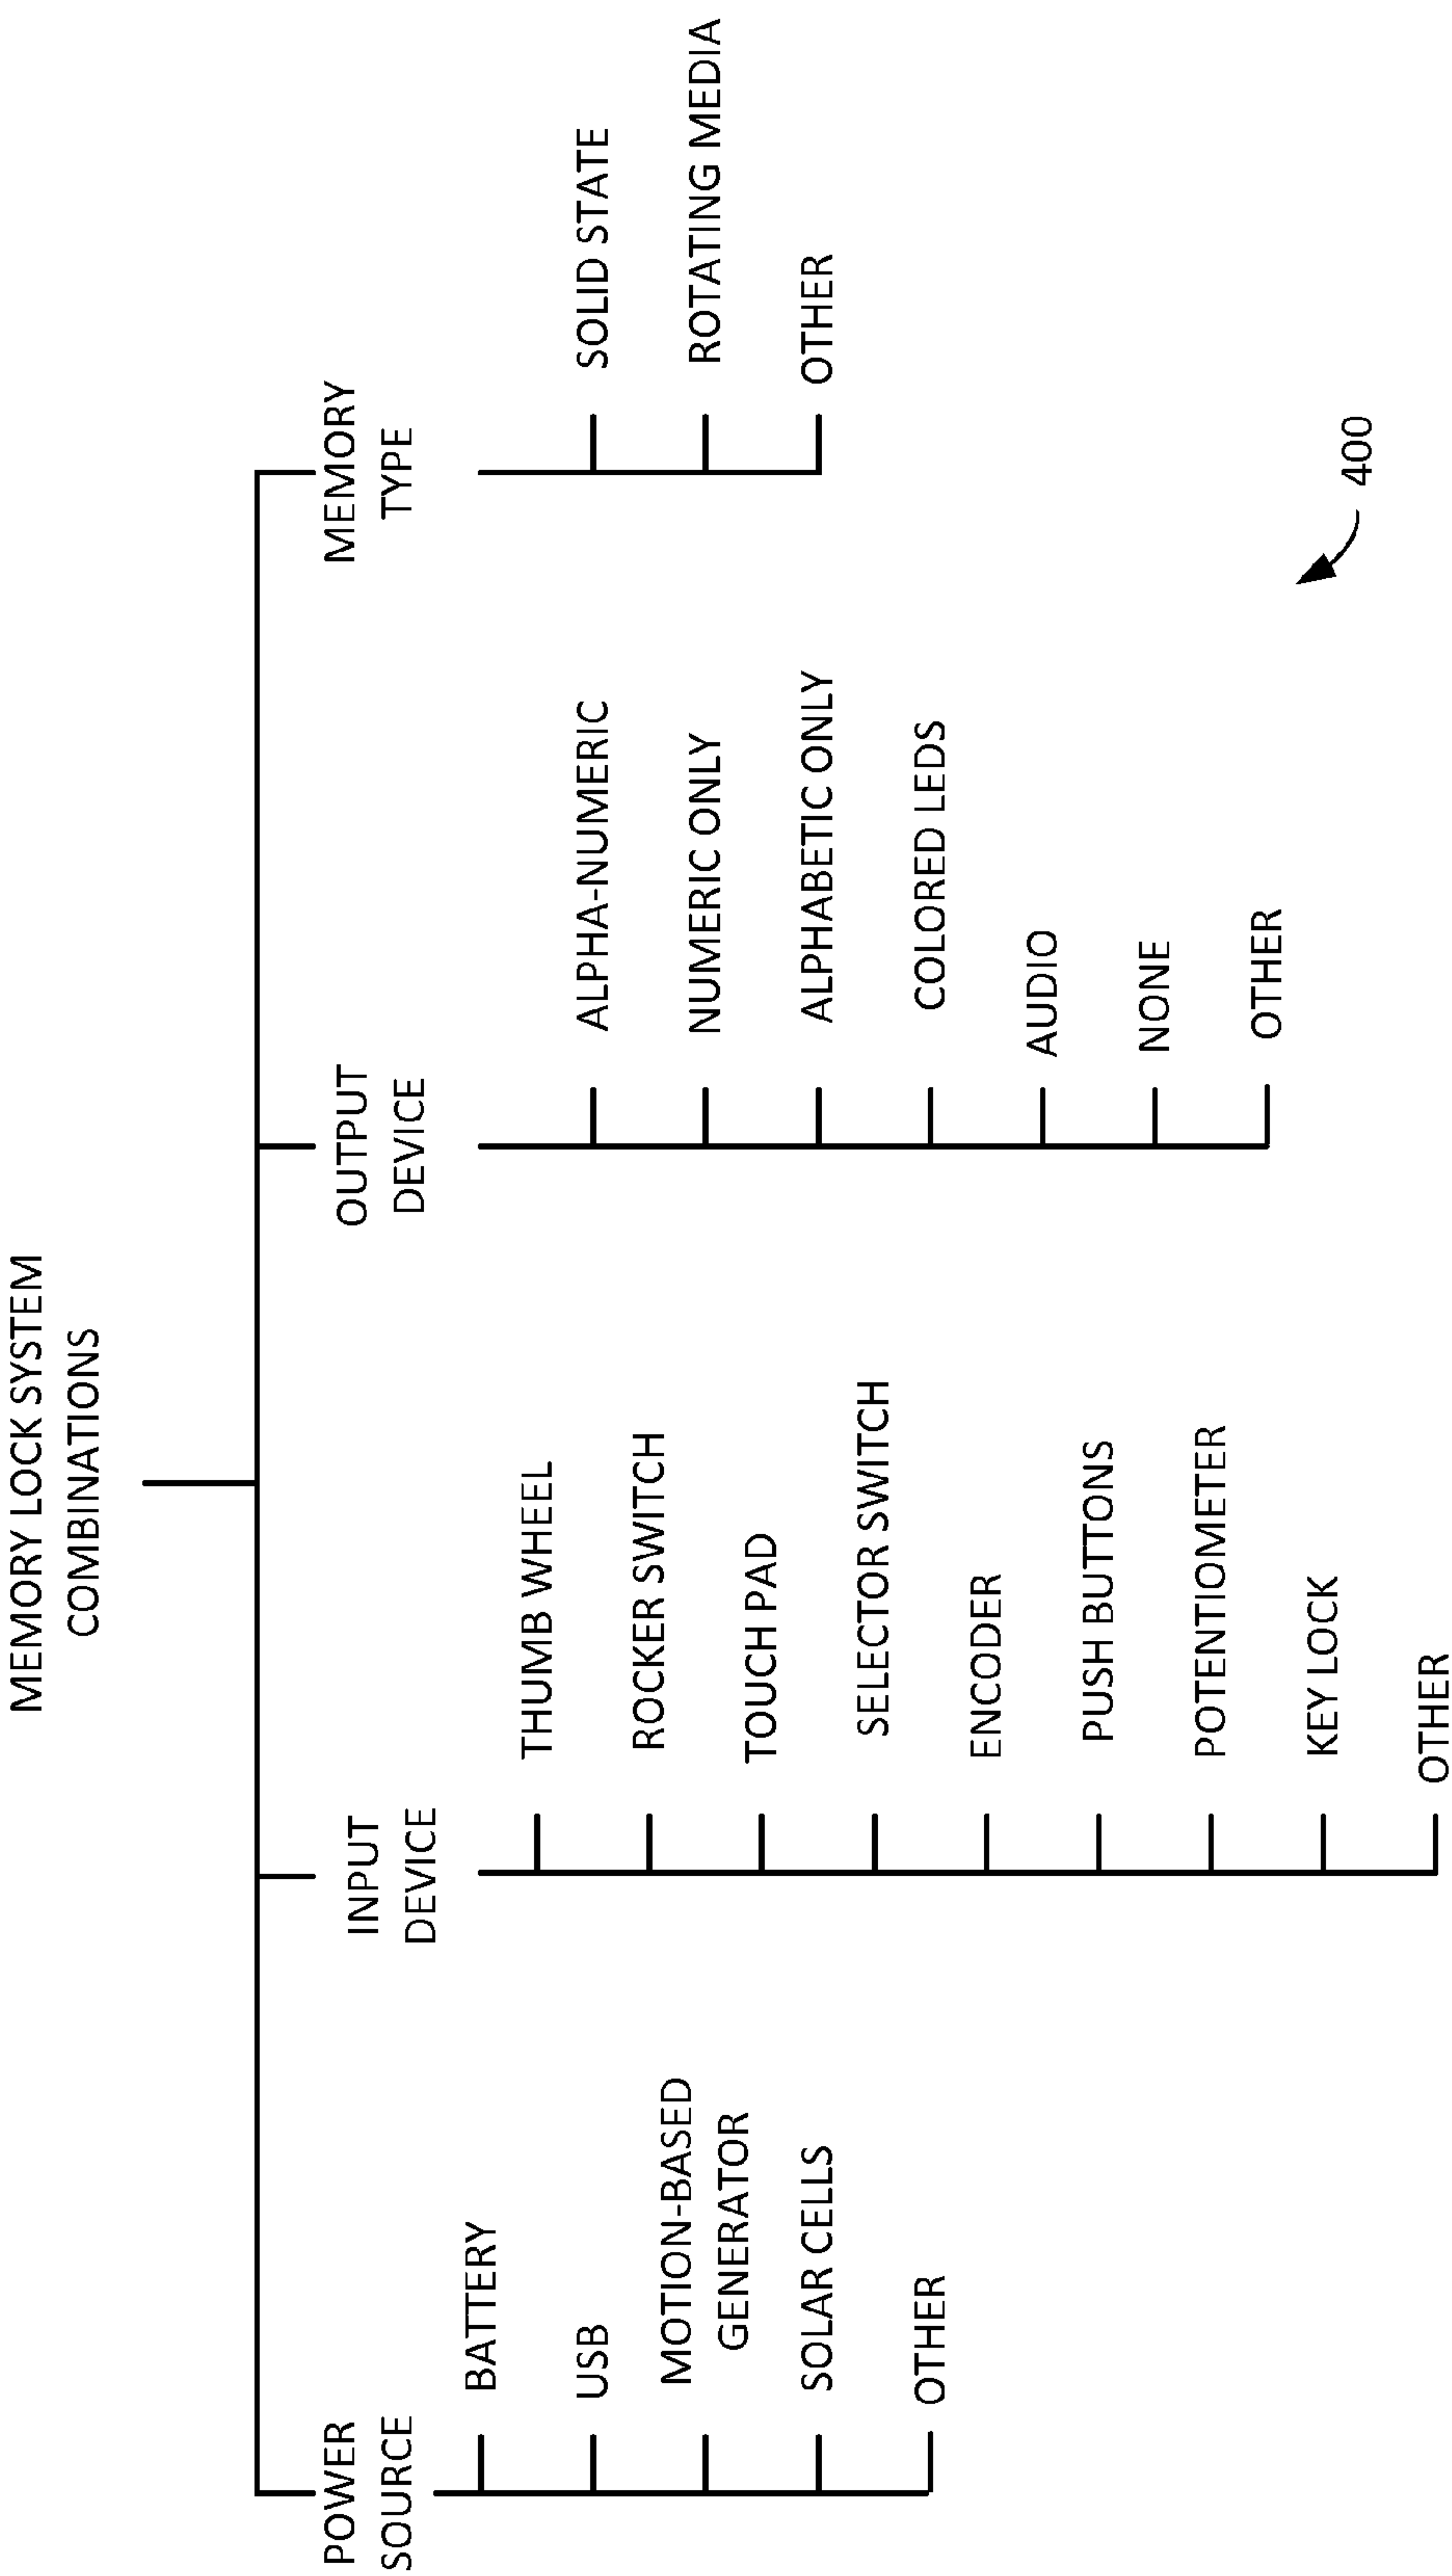 MEMORY LOCK SYSTEM
COMBINATIONS
POWER
SOURCE
BATTERY
USB
MOTION-BASED
GENERATOR
SOLAR CELLS
OTHER
INPUT
DEVICE
THUMB WHEEL
ROCKER SWITCH
TOUCH PAD
SELECTOR SWITCH
ENCODER
PUSH BUTTONS
POTENTIOMETER
KEY LOCK
OTHER
OUTPUT
DEVICE
ALPHA-NUMERIC
NUMERIC ONLY
ALPHABETIC ONLY
COLORED LEDS
AUDIO
NONE
OTHER
MEMORY
TYPE
SOLID STATE
ROTATING MEDIA
OTHER
400